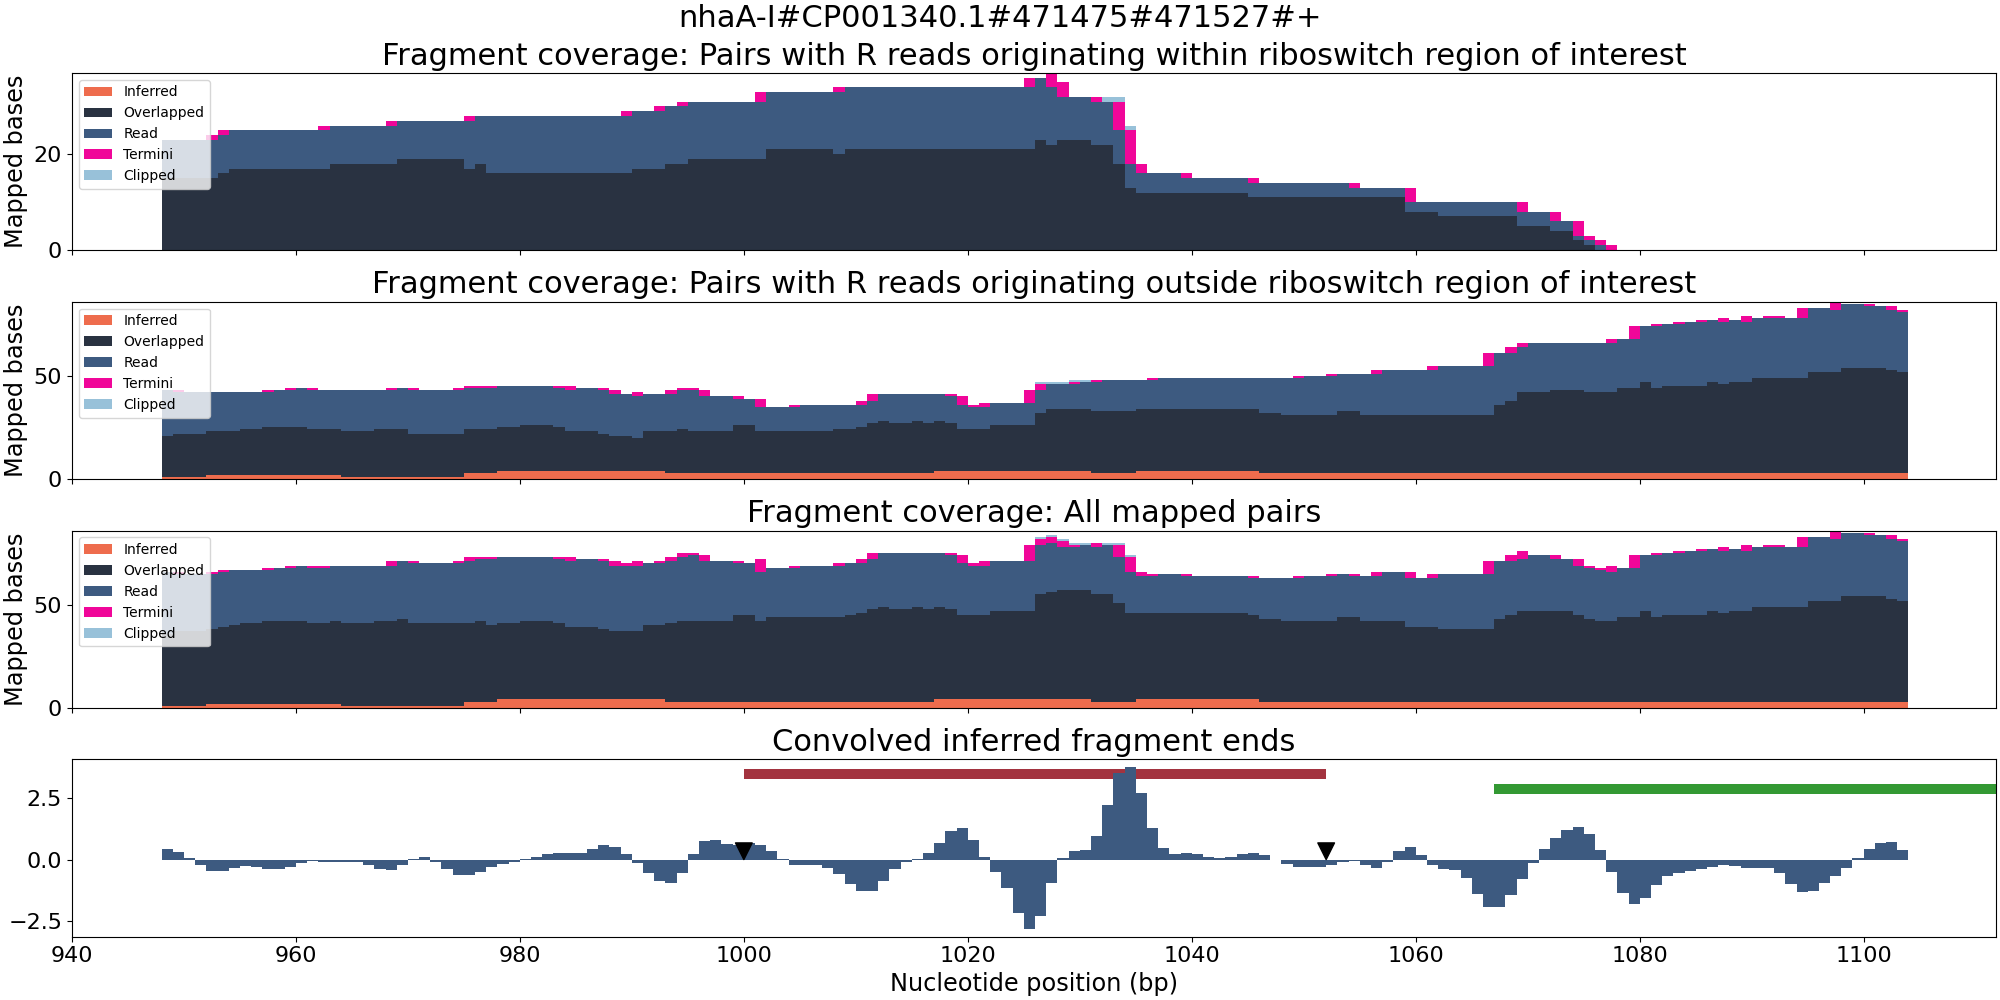 nhaA-I#CP001340.1#471475#471527#+
Fragment coverage: Pairs with R reads originating within riboswitch region of interest
Mapped bases
20
0
Inferred
Overlapped
Read
Termini
Clipped
Fragment coverage: Pairs with R reads originating outside riboswitch region of interest
Mapped bases
50
0
Inferred
Overlapped
Read
Termini
Clipped
Fragment coverage: All mapped pairs
Mapped bases
50
0
Inferred
Overlapped
Read
Termini
Clipped
Convolved inferred fragment ends
2.5
0.0
−2.5
940 960 980 1000 1020 1040 1060 1080 1100
Nucleotide position (bp)